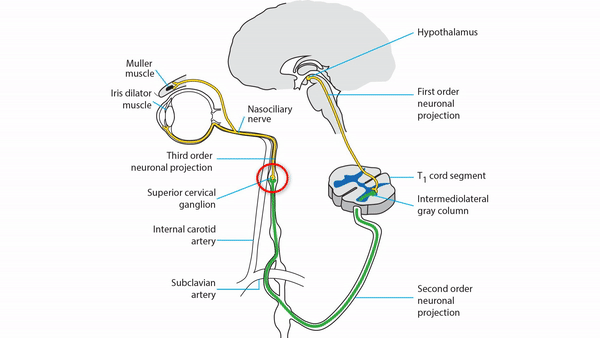 Hypothalamus
Muller
muscle
Iris dilator
muscle
First order
neuronal
projection
Nasociliary
nerve
Third order
neuronal projection
T1 cord segment
Superior cervical
ganglion
Intermediolateral
gray column
Internal carotid
artery
Subclavian
artery
Second order
neuronal
projection